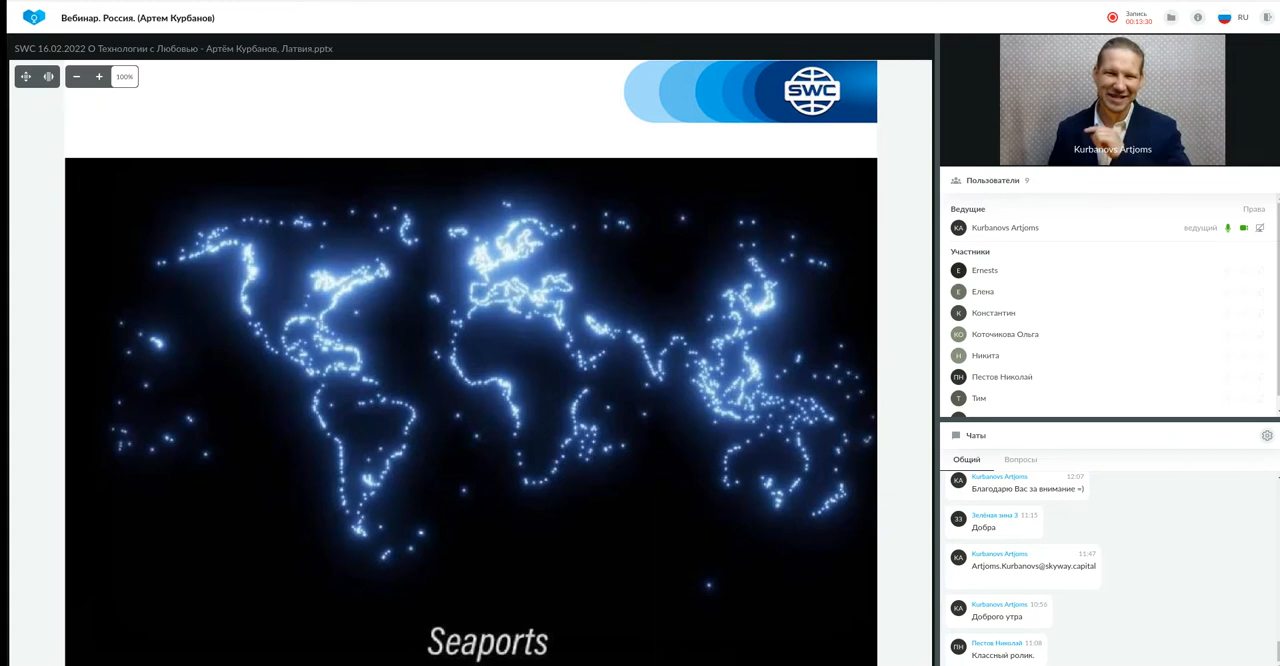 Вебинар. Россия. (Артем Курбанов)
Запись
00:13:30
RU
SWC 16.02.2022 О Технологии с Любовью - Артём Курбанов, Латвия.pptx
100%
SWC
Seaports
Kurbanovs Artjoms
Пользователи 9
Ведущие Права
KA Kurbanovs Artjoms ведущий
Участники
E Ernests
Е Елена
К Константин
КО Коточикова Ольга
Н Никита
ПН Пестов Николай
Т Тим
Чаты
Общий Вопросы
KA Kurbanovs Artjoms 12:07
Благодарю Вас за внимание =)
ЗЗ Зелёная зина З 11:15
Добра
KA Kurbanovs Artjoms 11:47
Artjoms.Kurbanovs@skyway.capital
KA Kurbanovs Artjoms 10:56
Доброго утра
ПН Пестов Николай 11:08
Классный ролик.